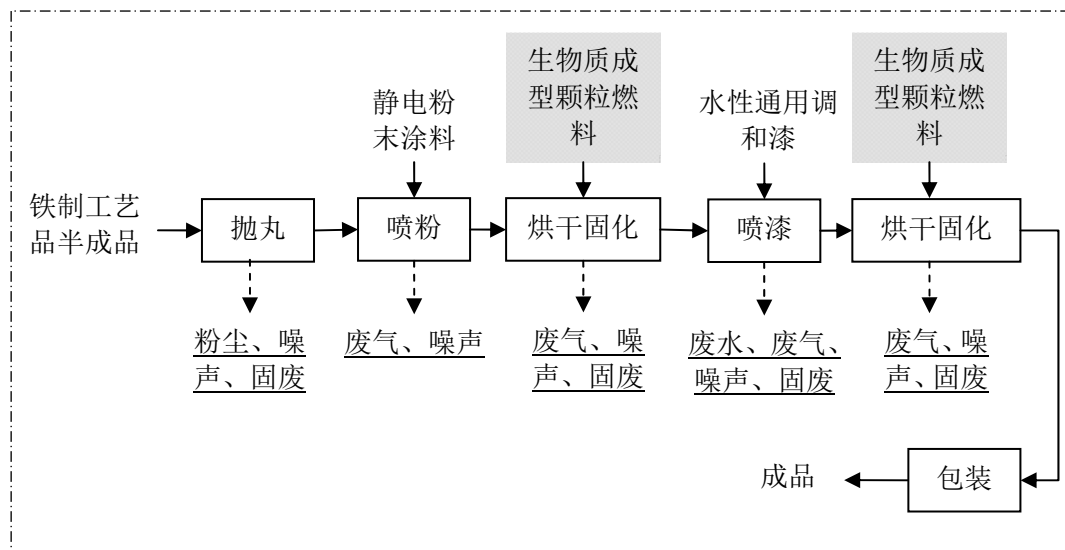 生物质成
型颗粒燃
料
生物质成
型颗粒燃
料
静电粉
末涂料
水性通用调
和漆
铁制工艺
品半成品
抛丸
喷粉
烘干固化
喷漆
烘干固化
粉尘、噪
声、固废
废气、噪声
废气、噪
声、固废
废水、废气、
噪声、固废
废气、噪
声、固废
成品
包装